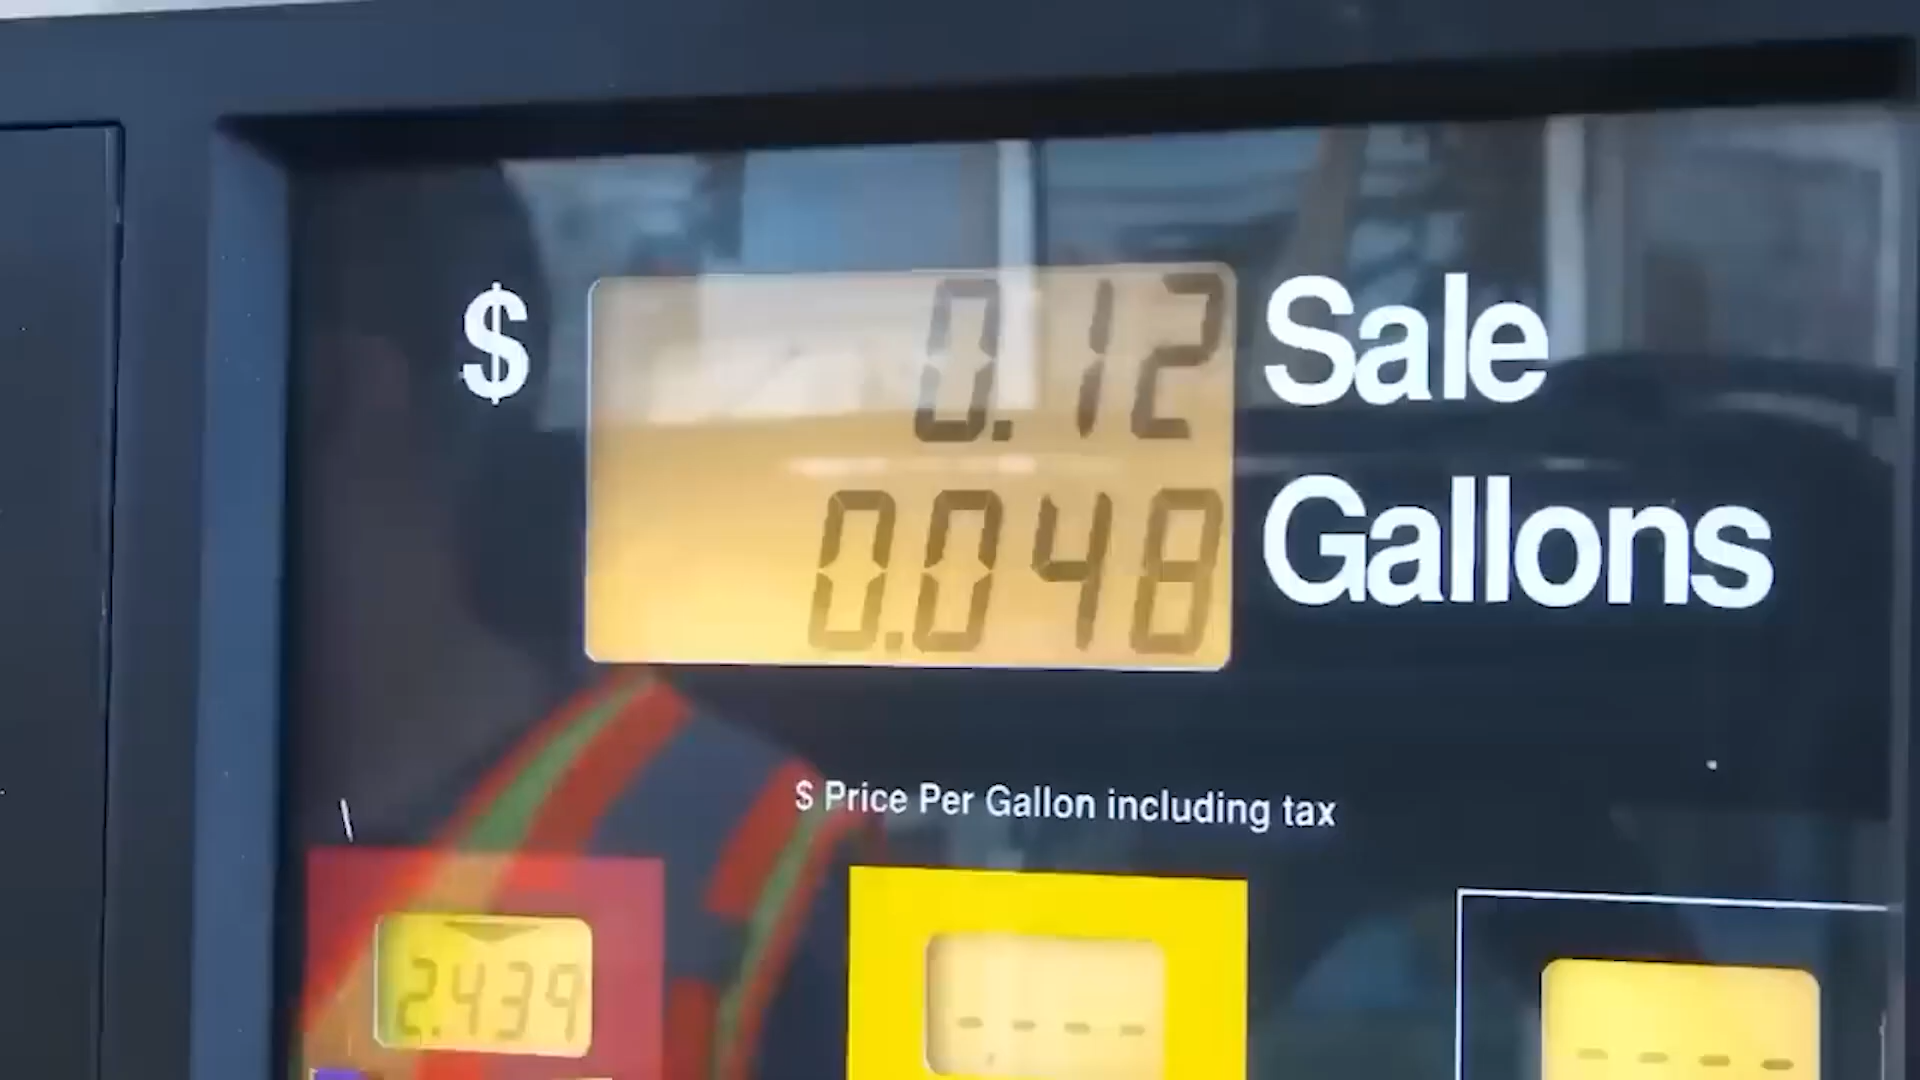 $ 0.12 Sale
0.048 Gallons
$ Price Per Gallon including tax
2.439
- - - -
- - - -